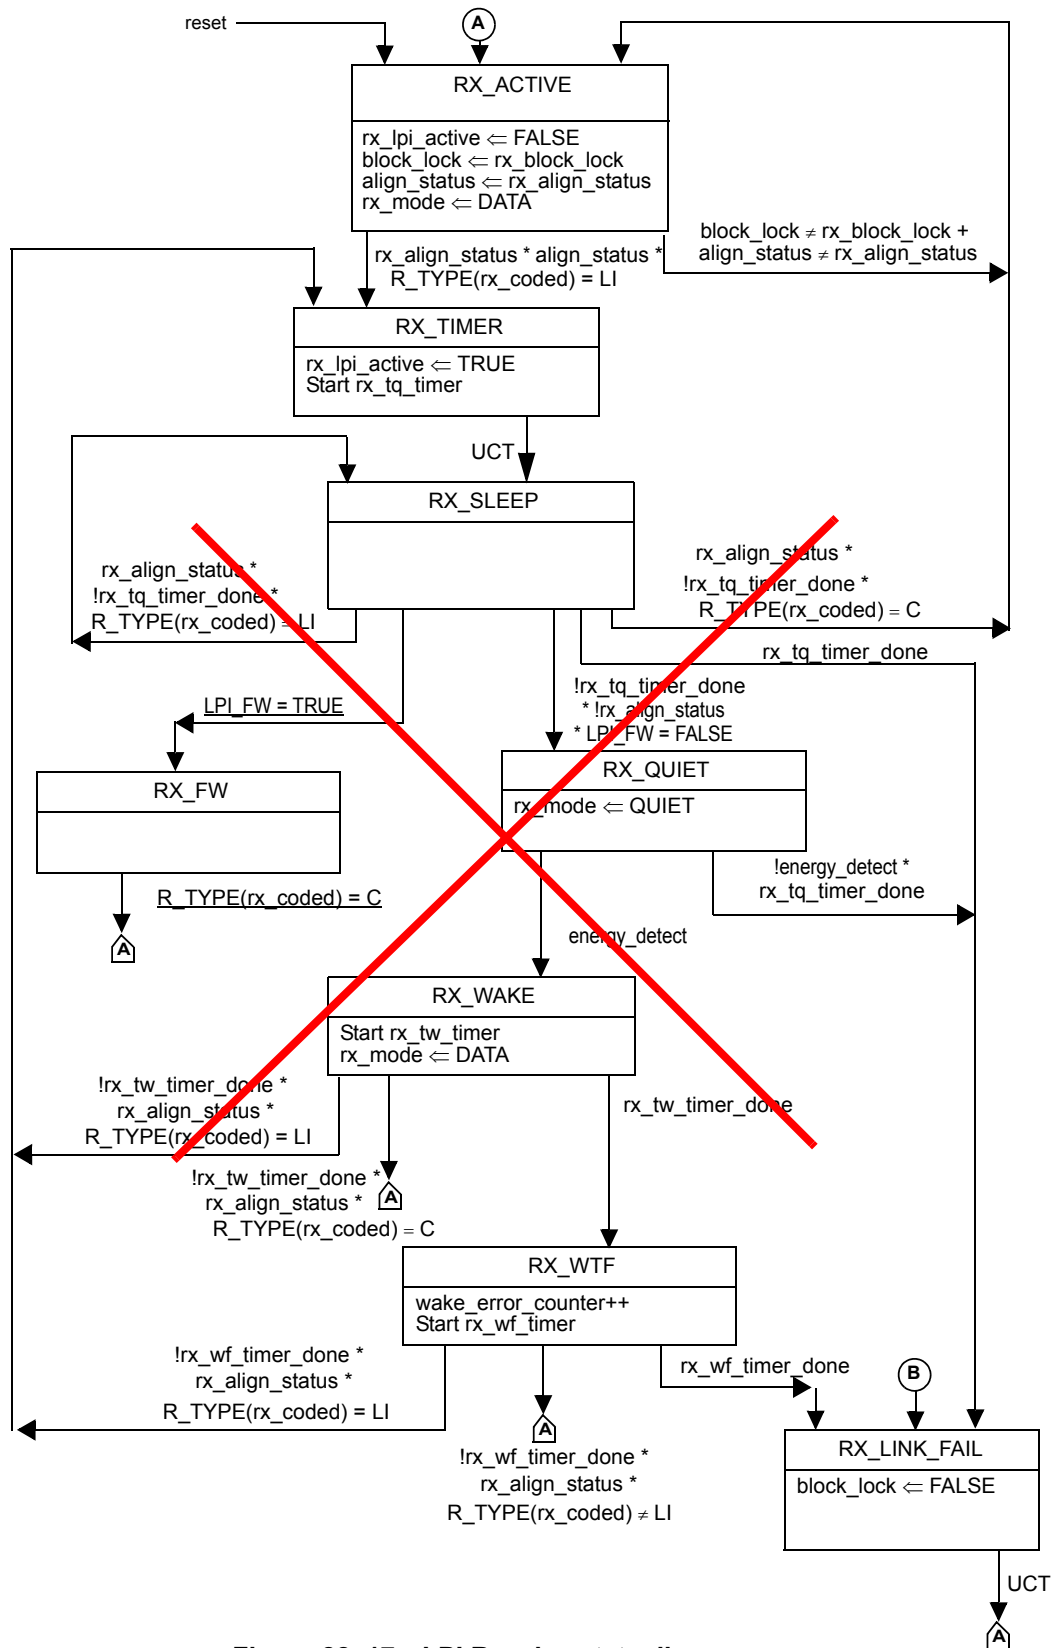 reset
A
RX_ACTIVE
rx_lpi_active ⇐ FALSE
block_lock ⇐ rx_block_lock
align_status ⇐ rx_align_status
rx_mode ⇐ DATA
block_lock ≠ rx_block_lock +
align_status ≠ rx_align_status
rx_align_status * align_status *
R_TYPE(rx_coded) = LI
RX_TIMER
rx_lpi_active ⇐ TRUE
Start rx_tq_timer
UCT
RX_SLEEP
rx_align_status *
!rx_tq_timer_done *
R_TYPE(rx_coded) = LI
rx_align_status *
!rx_tq_timer_done *
R_TYPE(rx_coded) = C
rx_tq_timer_done
LPI_FW = TRUE
!rx_tq_timer_done
* !rx_align_status
* LPI_FW = FALSE
RX_FW
RX_QUIET
rx_mode ⇐ QUIET
R_TYPE(rx_coded) = C
A
!energy_detect *
rx_tq_timer_done
energy_detect
RX_WAKE
Start rx_tw_timer
rx_mode ⇐ DATA
!rx_tw_timer_done *
rx_align_status *
R_TYPE(rx_coded) = LI
!rx_tw_timer_done *
rx_align_status *
R_TYPE(rx_coded) = C
A
rx_tw_timer_done
RX_WTF
wake_error_counter++
Start rx_wf_timer
!rx_wf_timer_done *
rx_align_status *
R_TYPE(rx_coded) = LI
A
!rx_wf_timer_done *
rx_align_status *
R_TYPE(rx_coded) ≠ LI
rx_wf_timer_done
B
RX_LINK_FAIL
block_lock ⇐ FALSE
UCT
A